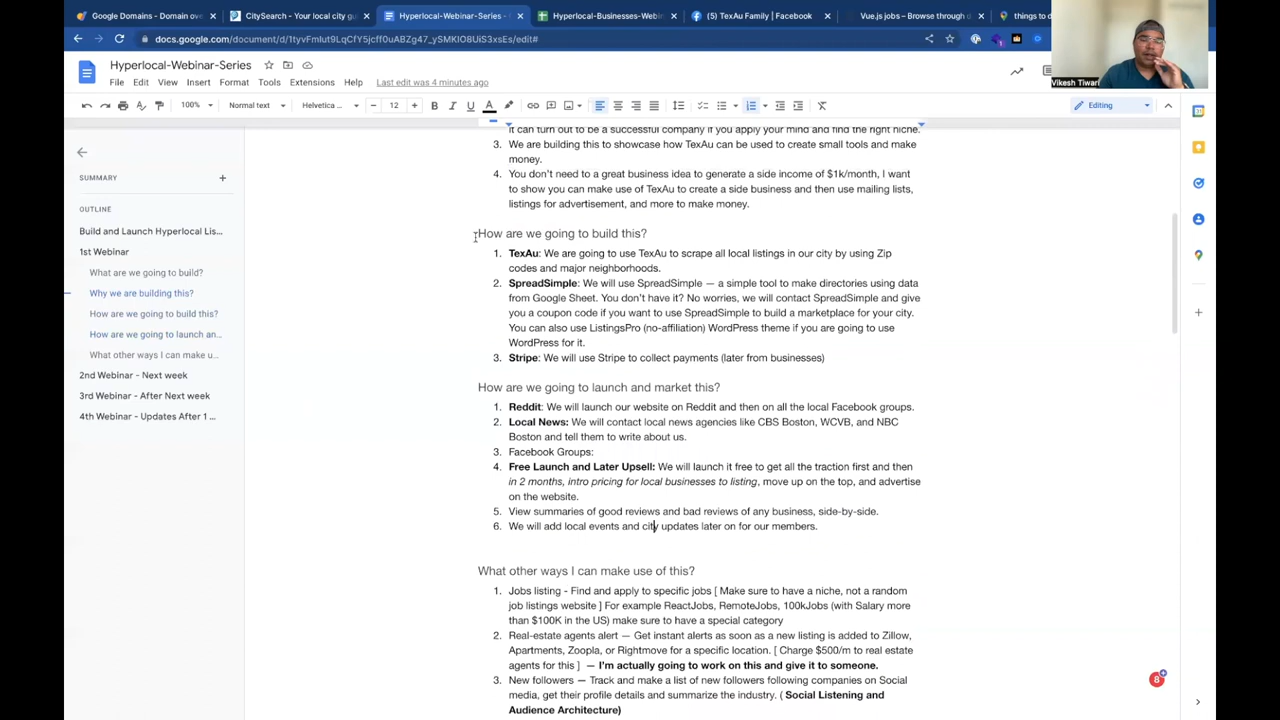 Google Domains - Domain ov
CitySearch - Your local city gu
Hyperlocal-Webinar-Series -
Hyperlocal-Businesses-Webin
(5) TexAu Family | Facebook
Vue.js jobs – Browse through d
things to d
docs.google.com/document/d/1tyvFmIut9LqCfY5jcff0uABZg47_ySMKIO8UiS3xsEs/edit#
Vikesh Tiwari
Hyperlocal-Webinar-Series
File Edit View Insert Format Tools Extensions Help Last edit was 4 minutes ago
100% Normal text Helvetica ... 12 B I U A Editing
SUMMARY
OUTLINE
Build and Launch Hyperlocal Lis...
1st Webinar
What are we going to build?
Why we are building this?
How are we going to build this?
How are we going to launch an...
What other ways I can make u...
2nd Webinar - Next week
3rd Webinar - After Next week
4th Webinar - Updates After 1 ...
it can turn out to be a successful company if you apply your mind and find the right niche.
3. We are building this to showcase how TexAu can be used to create small tools and make
money.
4. You don't need to a great business idea to generate a side income of $1k/month, I want
to show you can make use of TexAu to create a side business and then use mailing lists,
listings for advertisement, and more to make money.
How are we going to build this?
1. TexAu: We are going to use TexAu to scrape all local listings in our city by using Zip
codes and major neighborhoods.
2. SpreadSimple: We will use SpreadSimple — a simple tool to make directories using data
from Google Sheet. You don't have it? No worries, we will contact SpreadSimple and give
you a coupon code if you want to use SpreadSimple to build a marketplace for your city.
You can also use ListingsPro (no-affiliation) WordPress theme if you are going to use
WordPress for it.
3. Stripe: We will use Stripe to collect payments (later from businesses)
How are we going to launch and market this?
1. Reddit: We will launch our website on Reddit and then on all the local Facebook groups.
2. Local News: We will contact local news agencies like CBS Boston, WCVB, and NBC
Boston and tell them to write about us.
3. Facebook Groups:
4. Free Launch and Later Upsell: We will launch it free to get all the traction first and then
in 2 months, intro pricing for local businesses to listing, move up on the top, and advertise
on the website.
5. View summaries of good reviews and bad reviews of any business, side-by-side.
6. We will add local events and city updates later on for our members.
What other ways I can make use of this?
1. Jobs listing - Find and apply to specific jobs [ Make sure to have a niche, not a random
job listings website ] For example ReactJobs, RemoteJobs, 100kJobs (with Salary more
than $100K in the US) make sure to have a special category
2. Real-estate agents alert — Get instant alerts as soon as a new listing is added to Zillow,
Apartments, Zoopla, or Rightmove for a specific location. [ Charge $500/m to real estate
agents for this ] — I'm actually going to work on this and give it to someone.
3. New followers — Track and make a list of new followers following companies on Social
media, get their profile details and summarize the industry. ( Social Listening and
Audience Architecture)
8